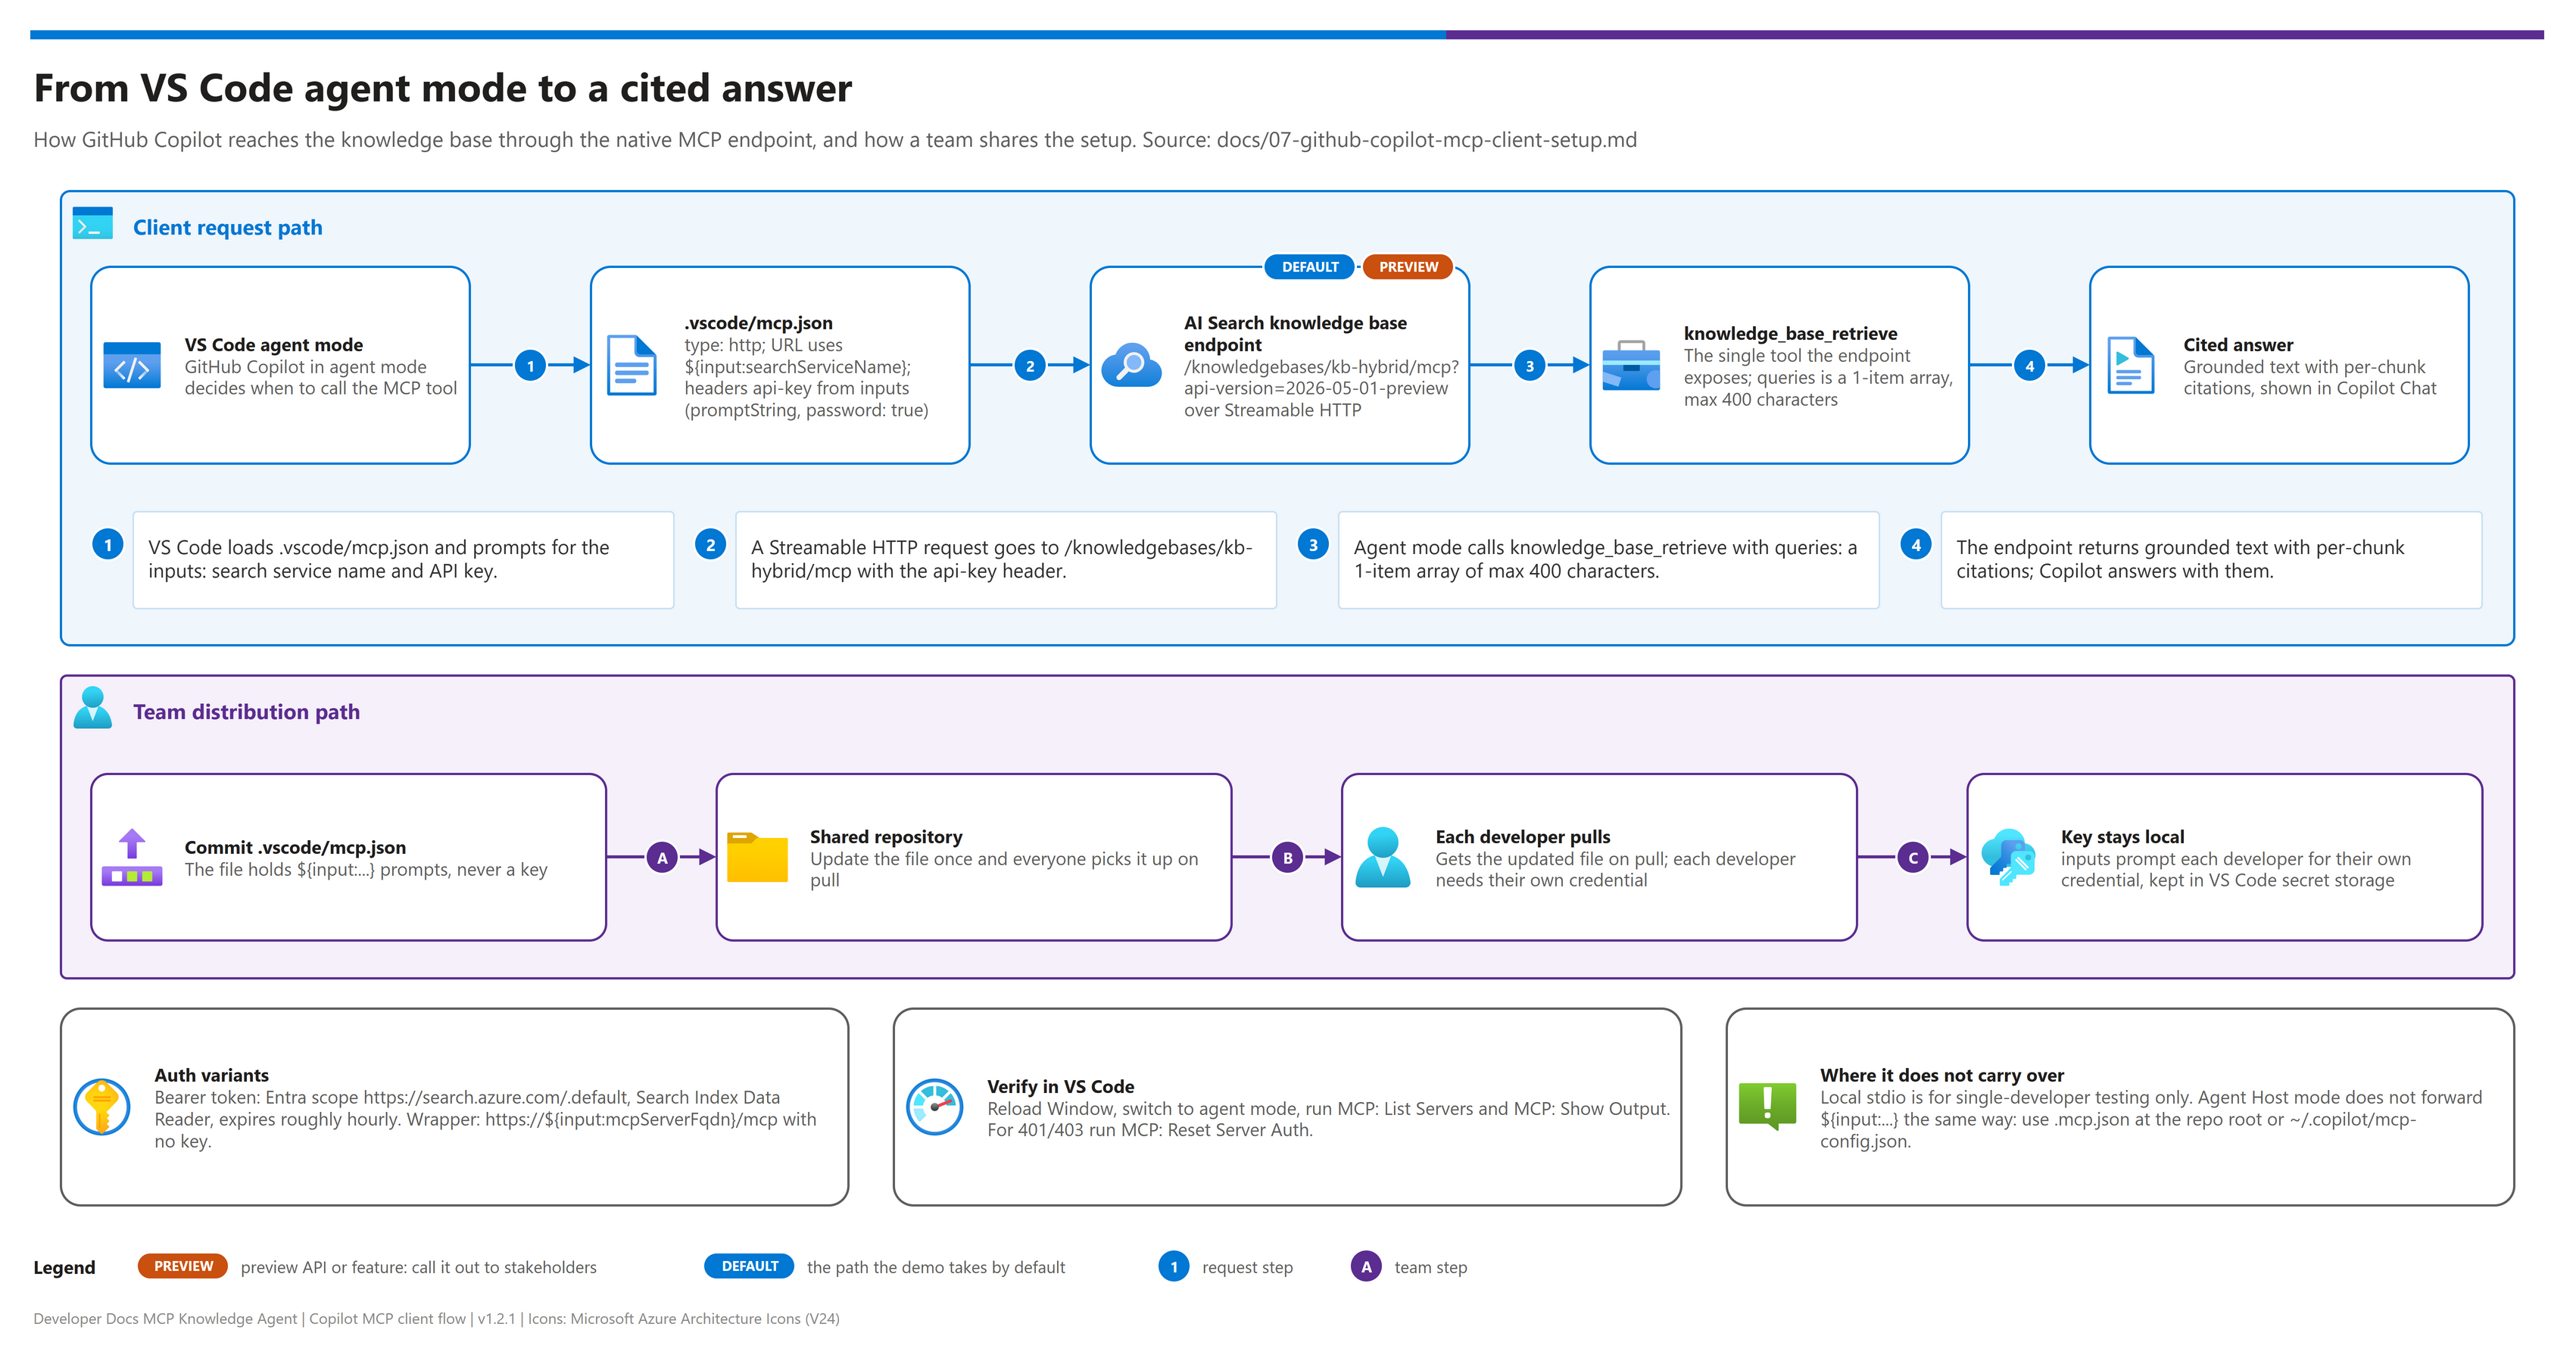 From VS Code agent mode to a cited answer
How GitHub Copilot reaches the knowledge base through the native MCP endpoint, and how a team shares the setup. Source: docs/07-github-copilot-mcp-client-setup.md
Client request path
VS Code agent mode
GitHub Copilot in agent mode
decides when to call the MCP tool
1
.vscode/mcp.json
type: http; URL uses
${input:searchServiceName};
headers api-key from inputs
(promptString, password: true)
2
DEFAULT
PREVIEW
AI Search knowledge base
endpoint
/knowledgebases/kb-hybrid/mcp?
api-version=2026-05-01-preview
over Streamable HTTP
3
knowledge_base_retrieve
The single tool the endpoint
exposes; queries is a 1-item array,
max 400 characters
4
Cited answer
Grounded text with per-chunk
citations, shown in Copilot Chat
1
VS Code loads .vscode/mcp.json and prompts for the
inputs: search service name and API key.
2
A Streamable HTTP request goes to /knowledgebases/kb-
hybrid/mcp with the api-key header.
3
Agent mode calls knowledge_base_retrieve with queries: a
1-item array of max 400 characters.
4
The endpoint returns grounded text with per-chunk
citations; Copilot answers with them.
Team distribution path
Commit .vscode/mcp.json
The file holds ${input:...} prompts, never a key
A
Shared repository
Update the file once and everyone picks it up on
pull
B
Each developer pulls
Gets the updated file on pull; each developer
needs their own credential
C
Key stays local
inputs prompt each developer for their own
credential, kept in VS Code secret storage
Auth variants
Bearer token: Entra scope https://search.azure.com/.default, Search Index Data
Reader, expires roughly hourly. Wrapper: https://${input:mcpServerFqdn}/mcp with
no key.
Verify in VS Code
Reload Window, switch to agent mode, run MCP: List Servers and MCP: Show Output.
For 401/403 run MCP: Reset Server Auth.
Where it does not carry over
Local stdio is for single-developer testing only. Agent Host mode does not forward
${input:...} the same way: use .mcp.json at the repo root or ~/.copilot/mcp-
config.json.
Legend
PREVIEW
preview API or feature: call it out to stakeholders
DEFAULT
the path the demo takes by default
1
request step
A
team step
Developer Docs MCP Knowledge Agent | Copilot MCP client flow | v1.2.1 | Icons: Microsoft Azure Architecture Icons (V24)